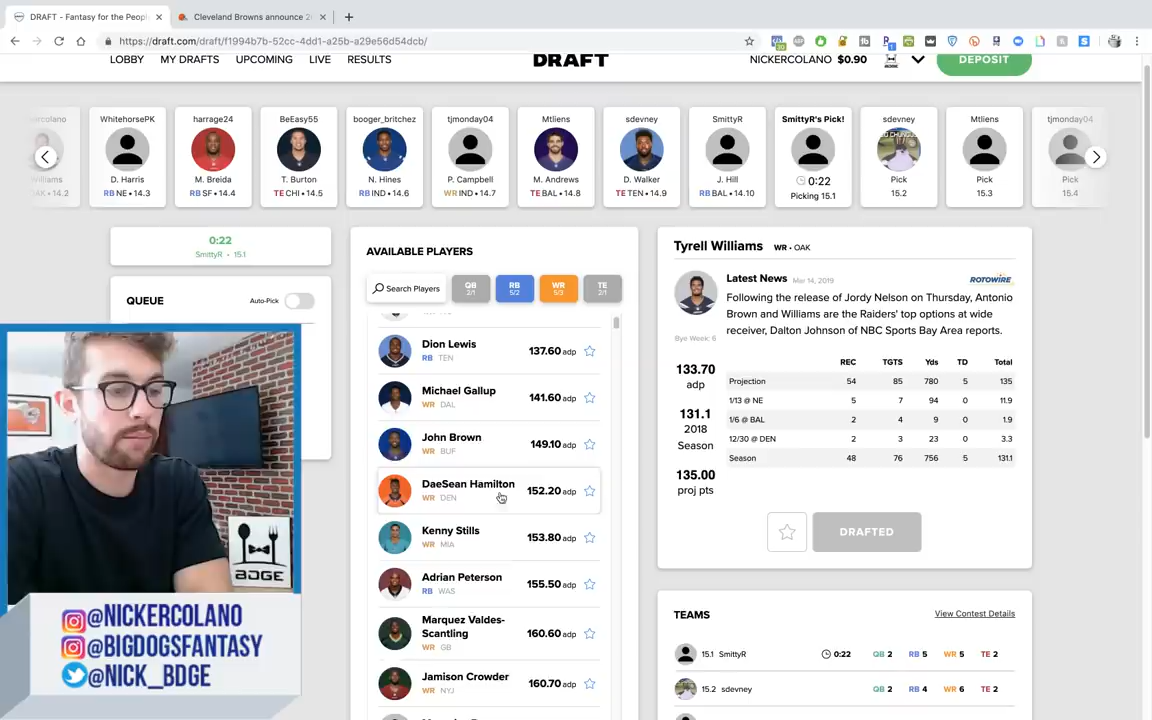 DRAFT - Fantasy for the Peopl
Cleveland Browns announce 2
https://draft.com/draft/f1994b7b-52cc-4dd1-a25b-a29e56d54dcb/
LOBBY MY DRAFTS UPCOMING LIVE RESULTS DRAFT NICKERCOLANO $0.90 DEPOSIT
WhitehorsePK harrage24 BeEasy55 booger_britchez tjmonday04 Mtliens sdevney SmittyR SmittyR's Pick! sdevney Mtliens tjmonday04
D. Harris M. Breida T. Burton N. Hines P. Campbell M. Andrews D. Walker J. Hill 0:22 Pick Pick Pick
RB NE • 14.3 RB SF • 14.4 TE CHI • 14.5 RB IND • 14.6 WR IND • 14.7 TE BAL • 14.8 TE TEN • 14.9 RB BAL • 14.10 Picking 15.1 15.2 15.3 15.4
0:22
SmittyR • 15.1
QUEUE Auto-Pick
AVAILABLE PLAYERS
Search Players QB 2/1 RB 5/2 WR 5/3 TE 2/1
Dion Lewis 137.60 adp
RB TEN
Michael Gallup 141.60 adp
WR DAL
John Brown 149.10 adp
WR BUF
DaeSean Hamilton 152.20 adp
WR DEN
Kenny Stills 153.80 adp
WR MIA
Adrian Peterson 155.50 adp
RB WAS
Marquez Valdes-
Scantling 160.60 adp
WR GB
Jamison Crowder 160.70 adp
WR NYJ
Tyrell Williams WR • OAK
Latest News Mar 14, 2019 ROTOWIRE
Following the release of Jordy Nelson on Thursday, Antonio
Brown and Williams are the Raiders' top options at wide
receiver, Dalton Johnson of NBC Sports Bay Area reports.
Bye Week: 6
133.70
adp
131.1
2018
Season
135.00
proj pts
REC TGTS Yds TD Total
Projection 54 85 780 5 135
1/13 @ NE 5 7 94 0 11.9
1/6 @ BAL 2 4 9 0 1.9
12/30 @ DEN 2 3 23 0 3.3
Season 48 76 756 5 131.1
DRAFTED
TEAMS View Contest Details
15.1 SmittyR 0:22 QB 2 RB 5 WR 5 TE 2
15.2 sdevney QB 2 RB 4 WR 6 TE 2
BDGE
@NICKERCOLANO
@BIGDOGSFANTASY
@NICK_BDGE